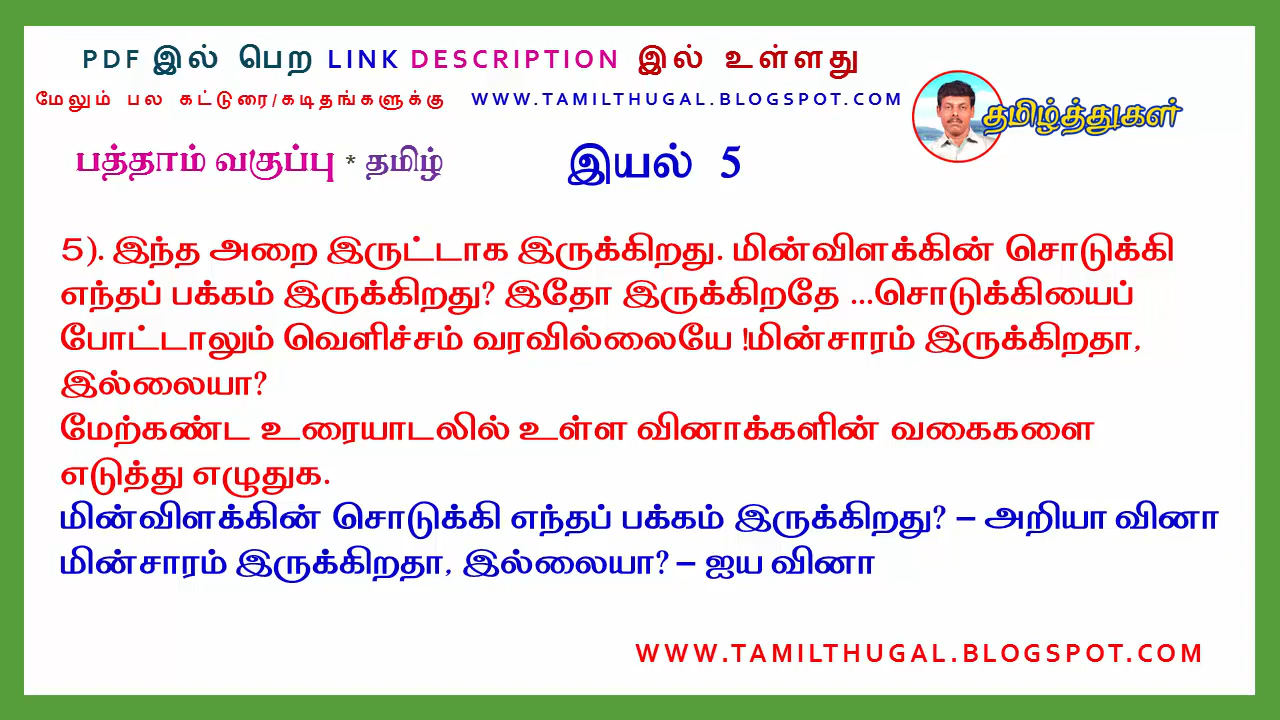 PDF இல் பெற LINK DESCRIPTION இல் உள்ளது
மேலும் பல கட்டுரை/கடிதங்களுக்கு WWW.TAMILTHUGAL.BLOGSPOT.COM
தமிழ்த்துகள்
பத்தாம் வகுப்பு * தமிழ் இயல் 5
5). இந்த அறை இருட்டாக இருக்கிறது. மின்விளக்கின் சொடுக்கி
எந்தப் பக்கம் இருக்கிறது? இதோ இருக்கிறதே ...சொடுக்கியைப்
போட்டாலும் வெளிச்சம் வரவில்லையே !மின்சாரம் இருக்கிறதா,
இல்லையா?
மேற்கண்ட உரையாடலில் உள்ள வினாக்களின் வகைகளை
எடுத்து எழுதுக.
மின்விளக்கின் சொடுக்கி எந்தப் பக்கம் இருக்கிறது? – அறியா வினா
மின்சாரம் இருக்கிறதா, இல்லையா? – ஐய வினா
WWW.TAMILTHUGAL.BLOGSPOT.COM